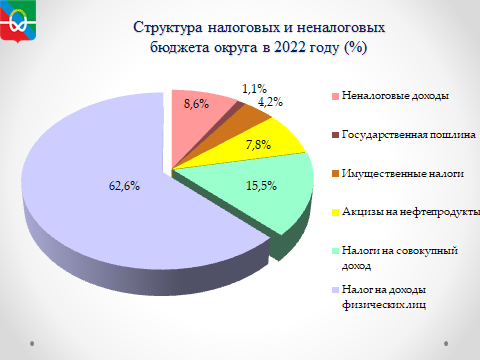 Структура налоговых и неналоговых
бюджета округа в 2022 году (%)
8,6%
1,1%
4,2%
7,8%
15,5%
62,6%
Неналоговые доходы
Государственная пошлина
Имущественные налоги
Акцизы на нефтепродукты
Налоги на совокупный
доход
Налог на доходы
физических лиц